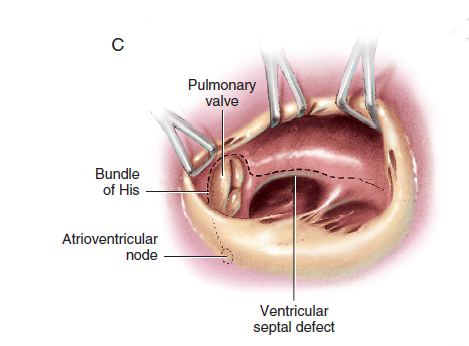 C
Pulmonary
valve
Bundle
of His
Atrioventricular
node
Ventricular
septal defect